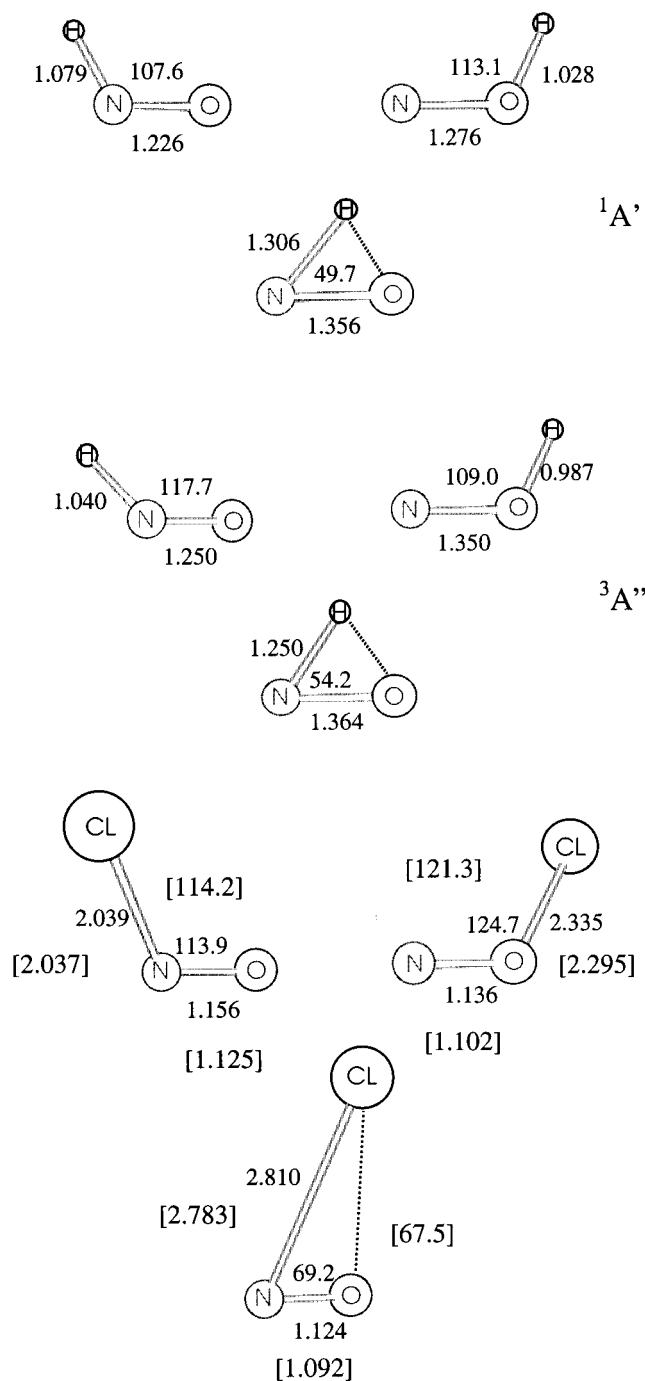 H H
1.079 107.6 113.1 1.028
N O N O
1.226 1.276
¹A’
H
1.306
49.7
N O
1.356
H H
1.040 117.7 109.0 0.987
N O N O
1.250 1.350
³A”
H
1.250
54.2
N O
1.364
CL CL
[114.2] [121.3]
2.039 124.7 2.335
[2.037] 113.9 [2.295]
N O N O
1.156 1.136
[1.125] [1.102]
CL
2.810
[2.783] [67.5]
69.2
N O
1.124
[1.092]